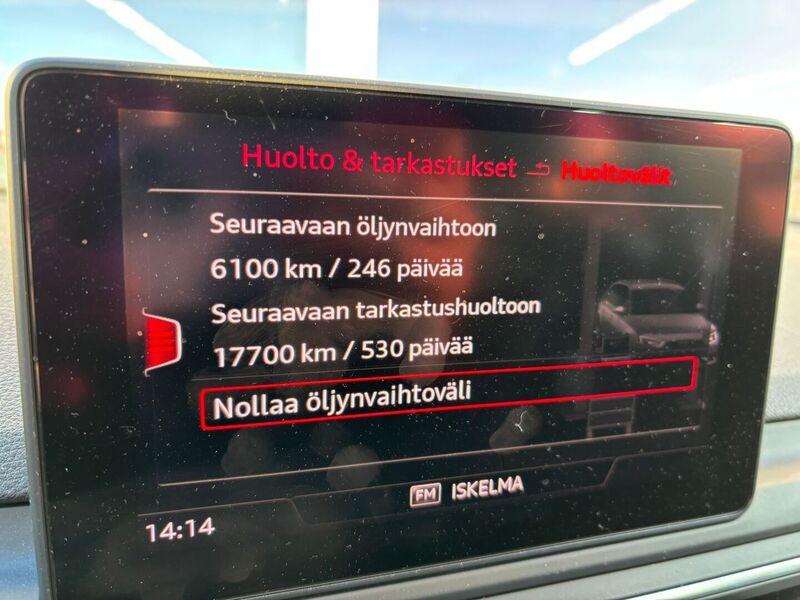 Huolto & tarkastukset Huoltovälit
Seuraavaan öljynvaihtoon
6100 km / 246 päivää
Seuraavaan tarkastushuoltoon
17700 km / 530 päivää
Nollaa öljynvaihtoväli
FM ISKELMA
14:14